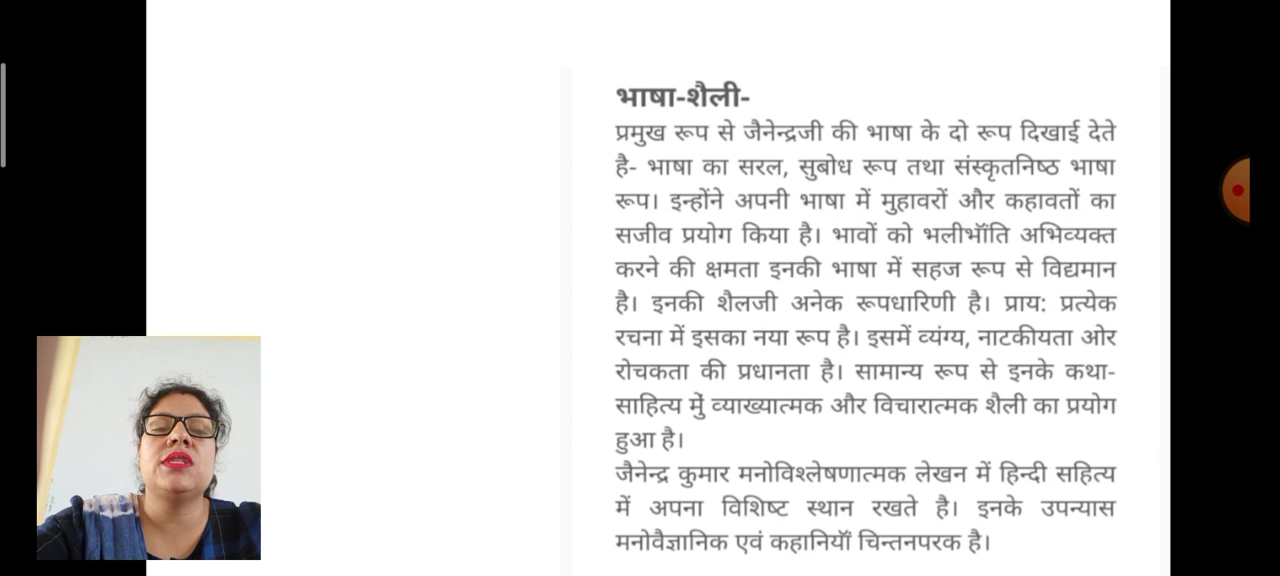 भाषा-शैली-
प्रमुख रूप से जैनेन्द्रजी की भाषा के दो रूप दिखाई देते
है- भाषा का सरल, सुबोध रूप तथा संस्कृतनिष्ठ भाषा
रूप। इन्होंने अपनी भाषा में मुहावरों और कहावतों का
सजीव प्रयोग किया है। भावों को भलीभॉंति अभिव्यक्त
करने की क्षमता इनकी भाषा में सहज रूप से विद्यमान
है। इनकी शैलजी अनेक रूपधारिणी है। प्राय: प्रत्येक
रचना में इसका नया रूप है। इसमें व्यंग्य, नाटकीयता ओर
रोचकता की प्रधानता है। सामान्य रूप से इनके कथा-
साहित्य मुें व्याख्यात्मक और विचारात्मक शैली का प्रयोग
हुआ है।
जैनेन्द्र कुमार मनोविश्लेषणात्मक लेखन में हिन्दी सहित्य
में अपना विशिष्ट स्थान रखते है। इनके उपन्यास
मनोवैज्ञानिक एवं कहानियॉं चिन्तनपरक है।